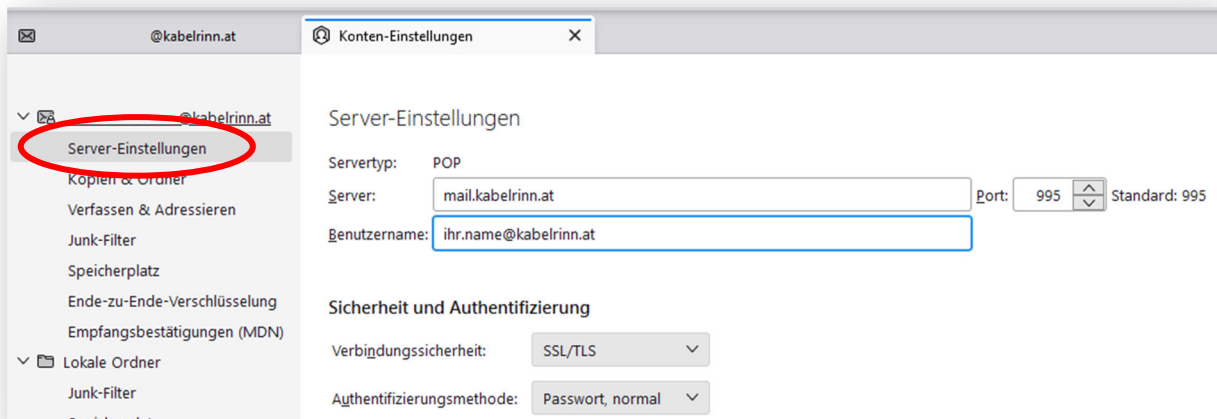 @kabelrinn.at
Konten-Einstellungen
@kabelrinn.at
Server-Einstellungen
Kopien & Ordner
Verfassen & Adressieren
Junk-Filter
Speicherplatz
Ende-zu-Ende-Verschlüsselung
Empfangsbestätigungen (MDN)
Lokale Ordner
Junk-Filter
Server-Einstellungen
Servertyp: POP
Server: mail.kabelrinn.at Port: 995 Standard: 995
Benutzername: ihr.name@kabelrinn.at
Sicherheit und Authentifizierung
Verbindungssicherheit: SSL/TLS
Authentifizierungsmethode: Passwort, normal